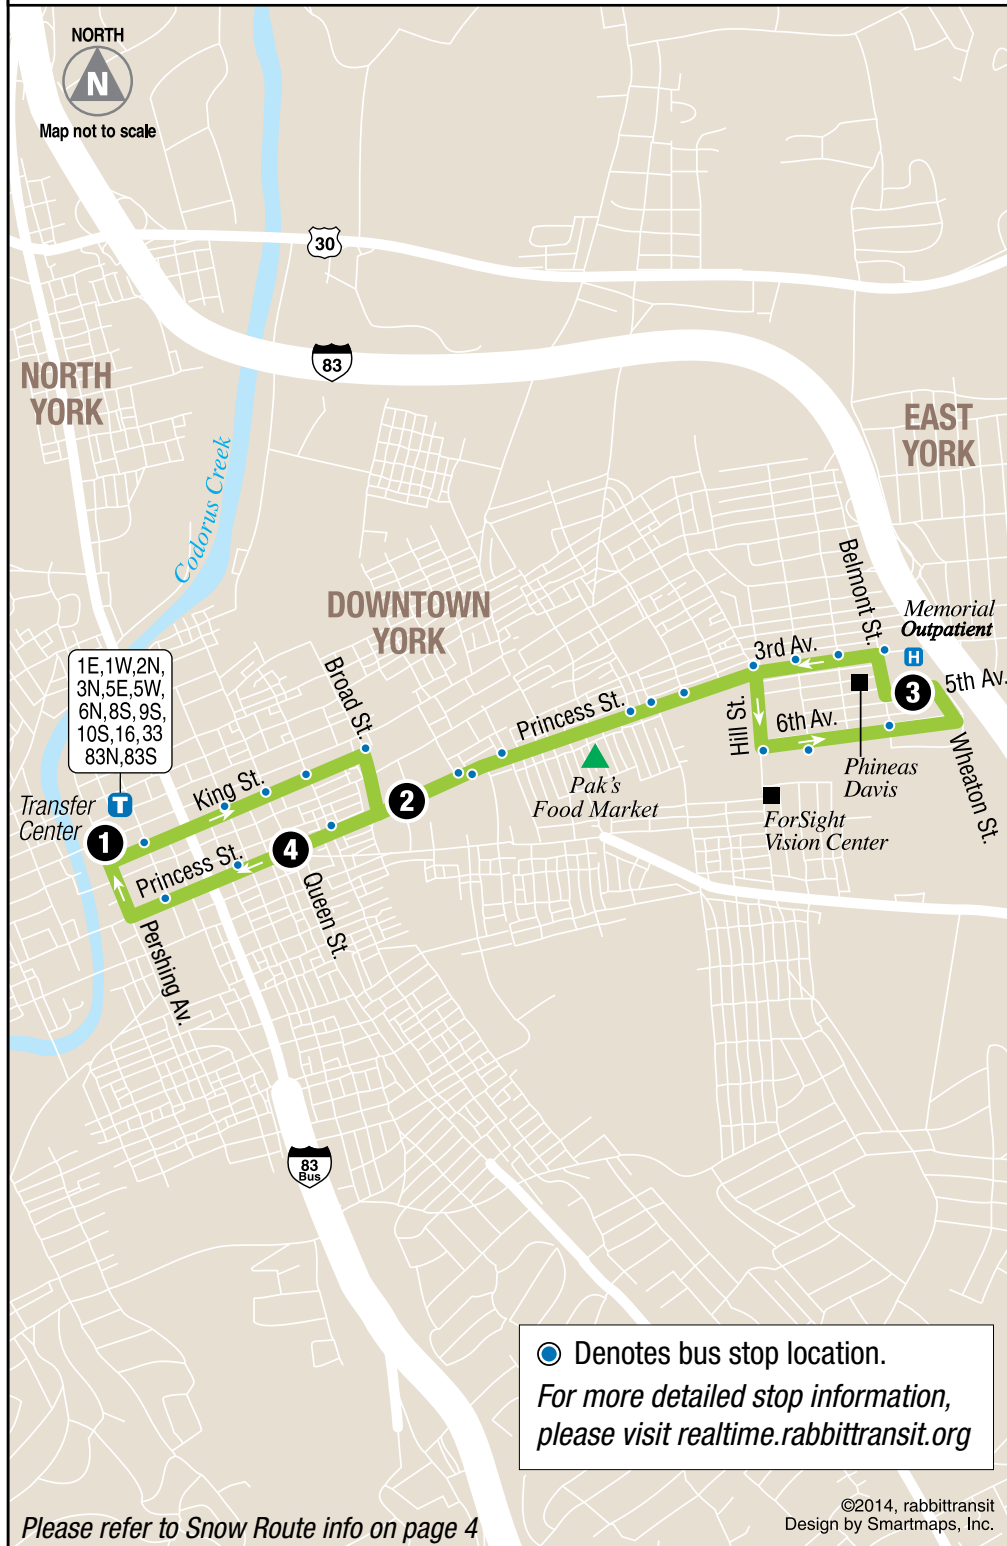 NORTH
N
Map not to scale
30
83
NORTH
YORK
EAST
YORK
Codorus Creek
DOWNTOWN
YORK
Belmont St.
Memorial
Outpatient
H
3rd Av.
5th Av.
3
Broad St.
1E,1W,2N,
3N,5E,5W,
6N,8S,9S,
10S,16,33
83N,83S
Princess St.
Hill St.
6th Av.
Wheaton St.
Phineas
Davis
King St.
T
Transfer
Center
1
2
Pak's
Food Market
ForSight
Vision Center
4
Princess St.
Queen St.
Pershing Av.
83
Bus
Denotes bus stop location.
For more detailed stop information,
please visit realtime.rabbittransit.org
©2014, rabbittransit
Design by Smartmaps, Inc.
Please refer to Snow Route info on page 4